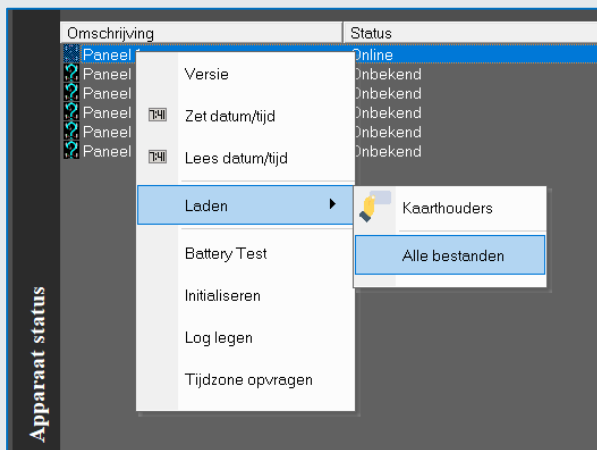 Omschrijving Status
Paneel Online
Paneel Onbekend
Paneel Onbekend
Paneel Onbekend
Paneel Onbekend
Paneel Onbekend
Versie
Zet datum/tijd
Lees datum/tijd
Laden
Battery Test
Initialiseren
Log legen
Tijdzone opvragen
Kaarthouders
Alle bestanden
Apparaat status